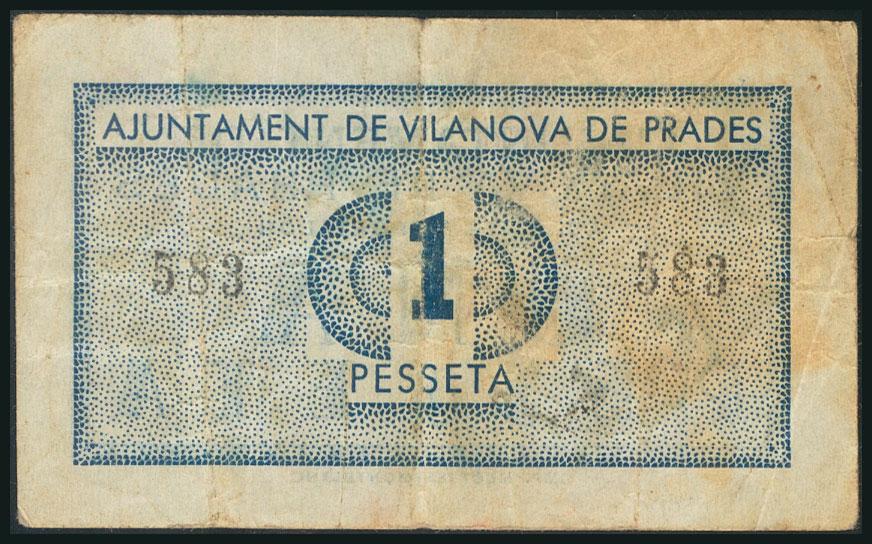 AJUNTAMENT DE VILANOVA DE PRADES
583 1 583
PESSETA